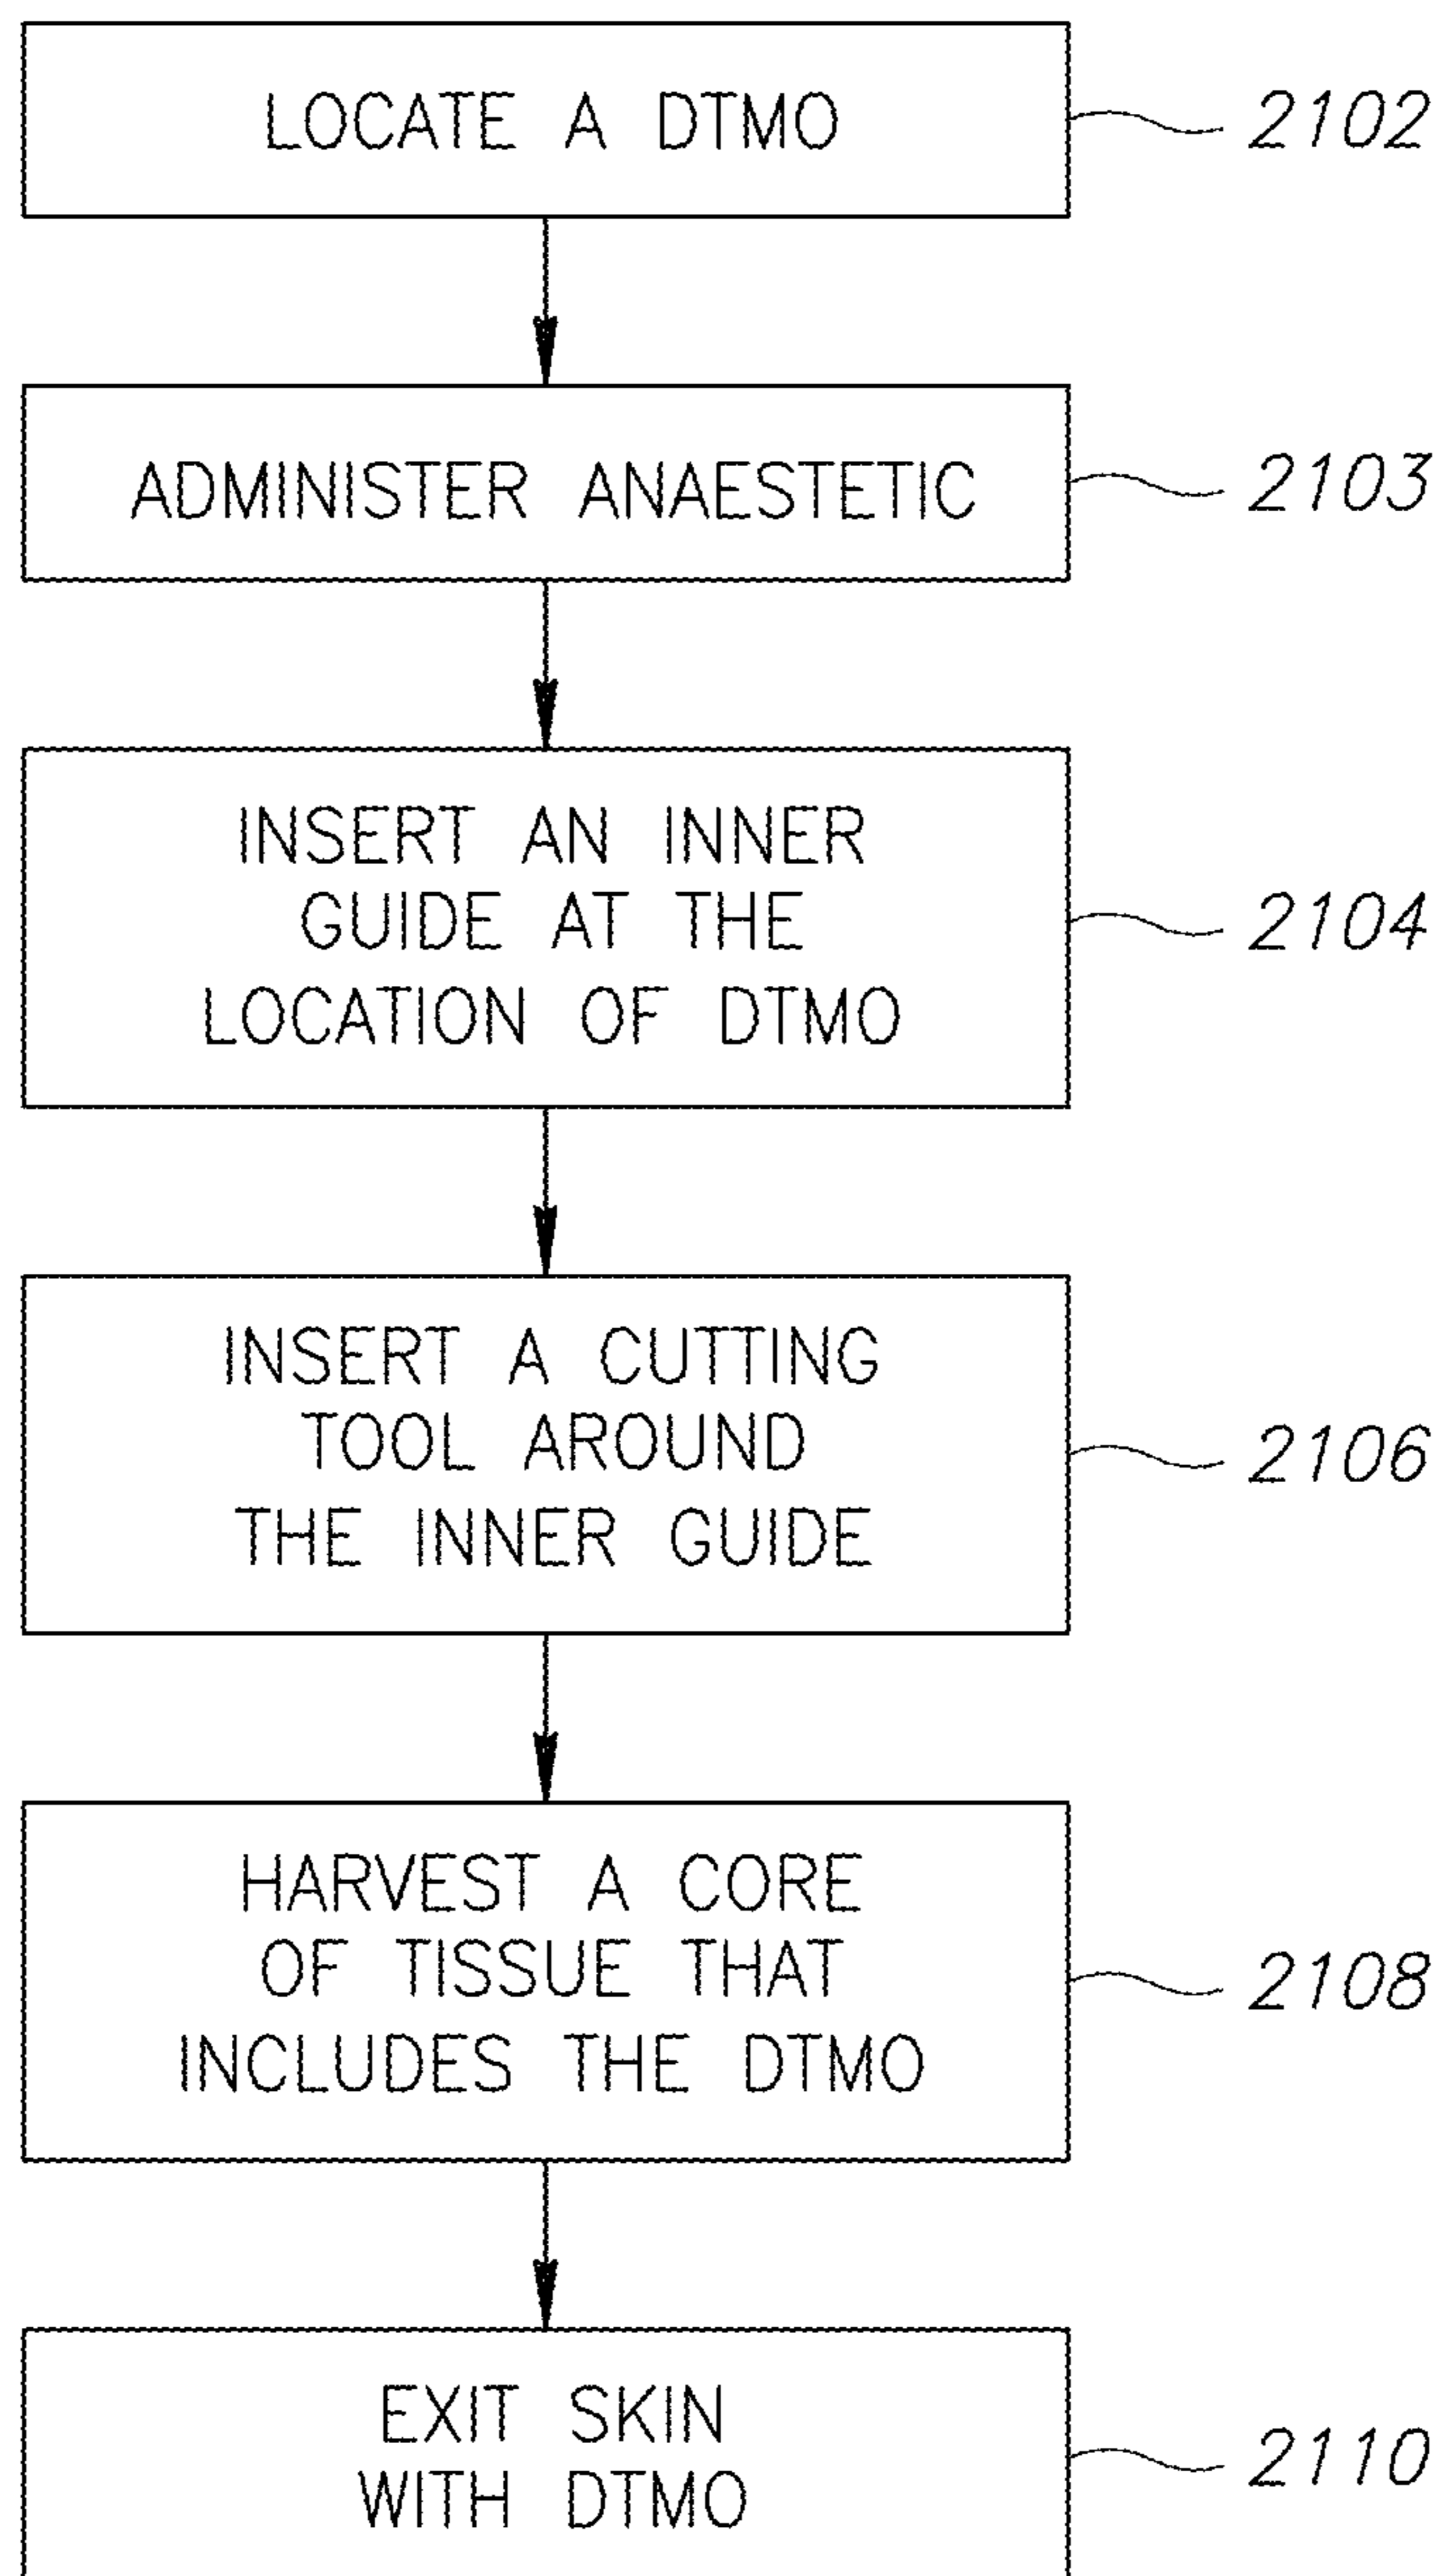 LOCATE A DTMO
2102
ADMINISTER ANAESTETIC
2103
INSERT AN INNER
GUIDE AT THE
LOCATION OF DTMO
2104
INSERT A CUTTING
TOOL AROUND
THE INNER GUIDE
2106
HARVEST A CORE
OF TISSUE THAT
INCLUDES THE DTMO
2108
EXIT SKIN
WITH DTMO
2110